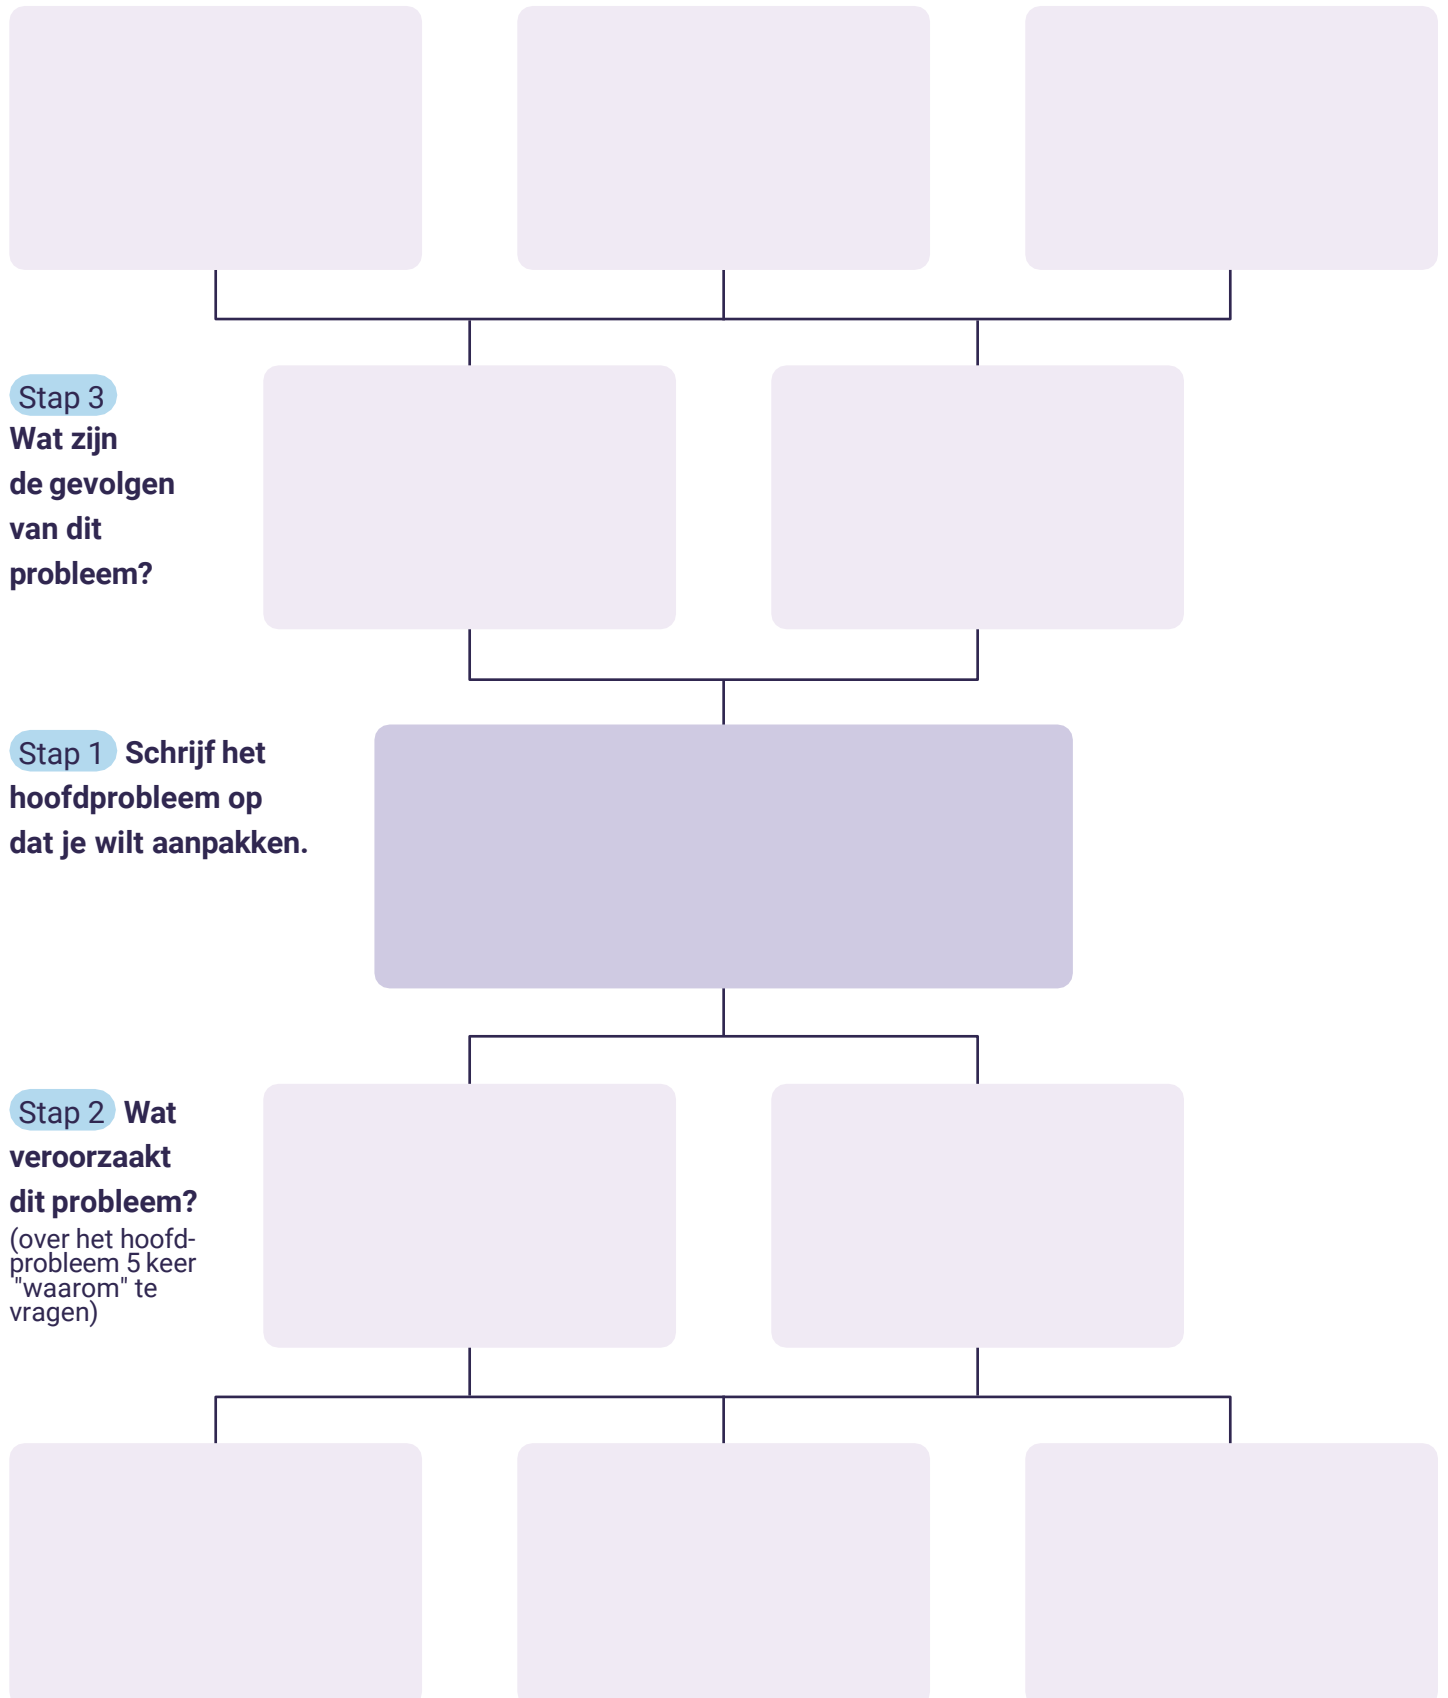 Stap 3
Wat zijn
de gevolgen
van dit
probleem?
Stap 1 Schrijf het
hoofdprobleem op
dat je wilt aanpakken.
Stap 2 Wat
veroorzaakt
dit probleem?
(over het hoofd-
probleem 5 keer
"waarom" te
vragen)